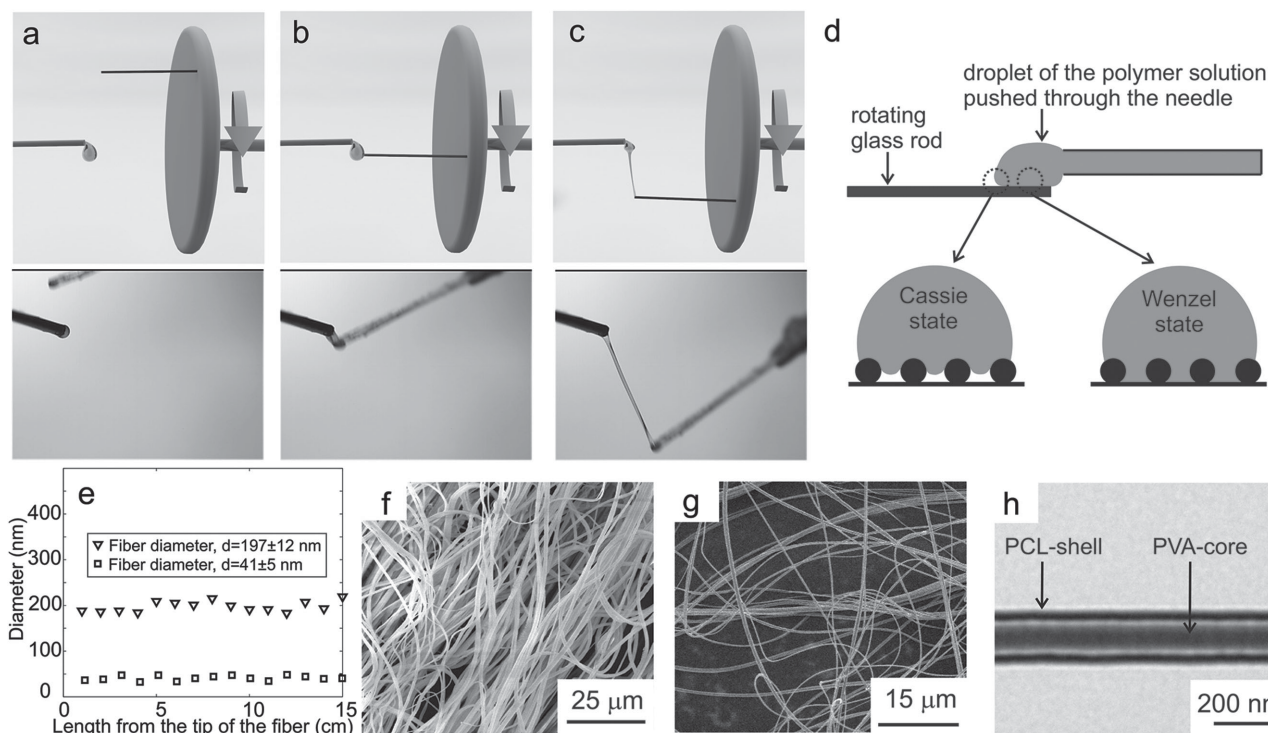 a
b
c
d
droplet of the polymer solution
pushed through the needle
rotating
glass rod
Cassie
state
Wenzel
state
e
Diameter (nm)
400
300
200
100
0
▽ Fiber diameter, d=197±12 nm
□ Fiber diameter, d=41±5 nm
0 5 10 15
Length from the tip of the fiber (cm)
f
25 μm
g
15 μm
h
PCL-shell
PVA-core
200 nm